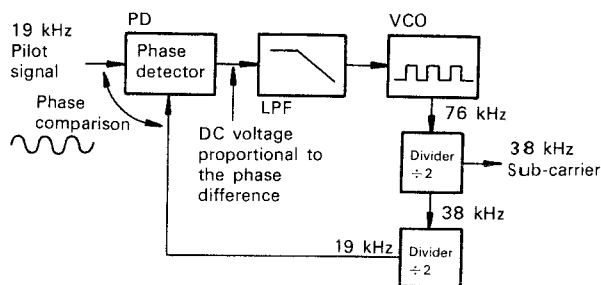 PD
VCO
19 kHz
Pilot
signal
Phase
detector
LPF
Phase
comparison
DC voltage
proportional to
the phase
difference
76 kHz
Divider
÷2
38 kHz
Sub-carrier
38 kHz
19 kHz
Divider
÷2